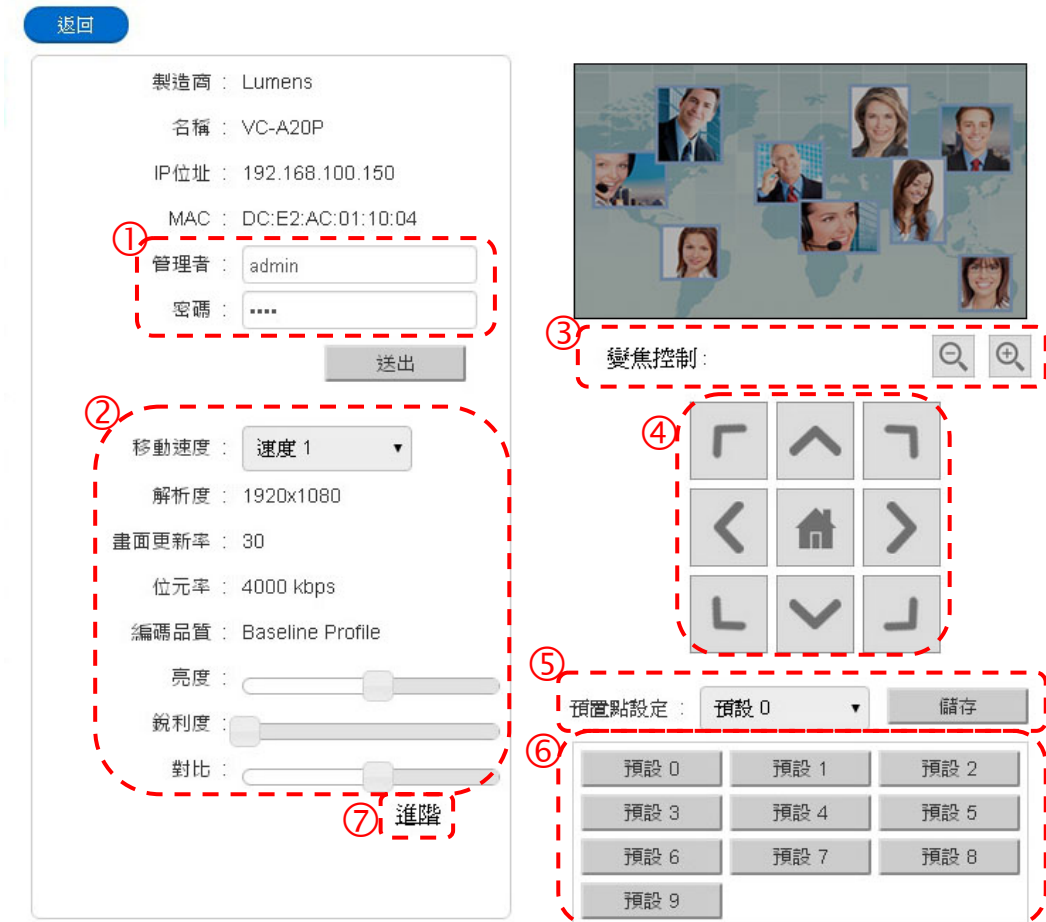 返回
製造商 : Lumens
名稱 : VC-A20P
IP位址 : 192.168.100.150
MAC : DC:E2:AC:01:10:04
①
管理者 : admin
密碼 : ••••
送出
②
移動速度 : 速度 1
解析度 : 1920x1080
畫面更新率 : 30
位元率 : 4000 kbps
編碼品質 : Baseline Profile
亮度 :
銳利度 :
對比 :
⑦ 進階
③
變焦控制 :
④
⑤
預置點設定 : 預設 0 儲存
⑥
預設 0 預設 1 預設 2
預設 3 預設 4 預設 5
預設 6 預設 7 預設 8
預設 9